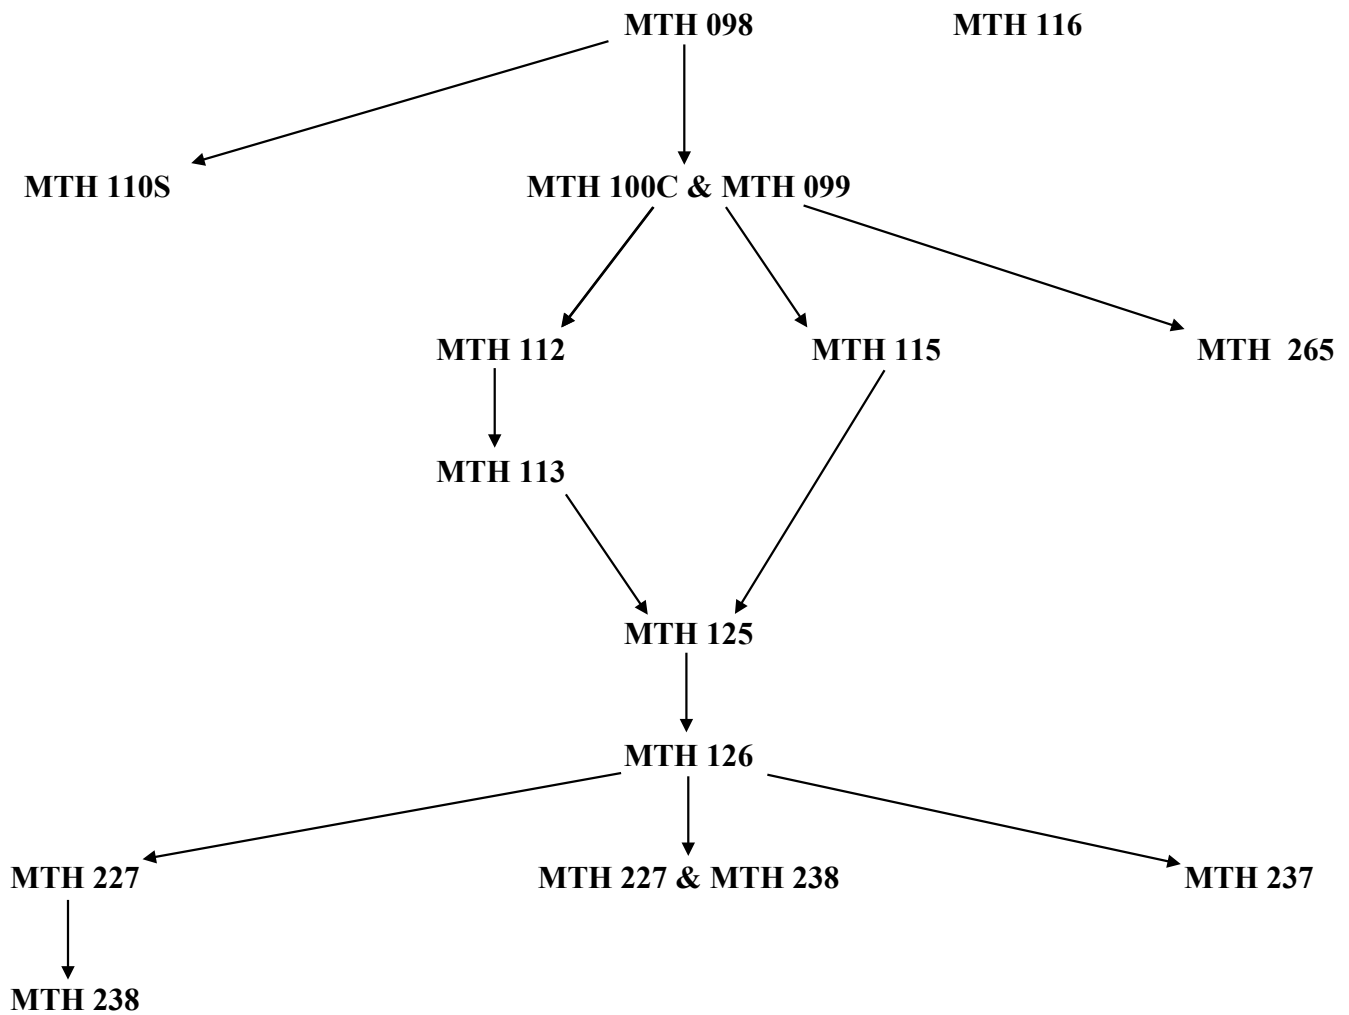 MTH 098 MTH 116
MTH 110S MTH 100C & MTH 099
MTH 112 MTH 115 MTH  265
MTH 113
MTH 125
MTH 126
MTH 227 MTH 227 & MTH 238 MTH 237
MTH 238